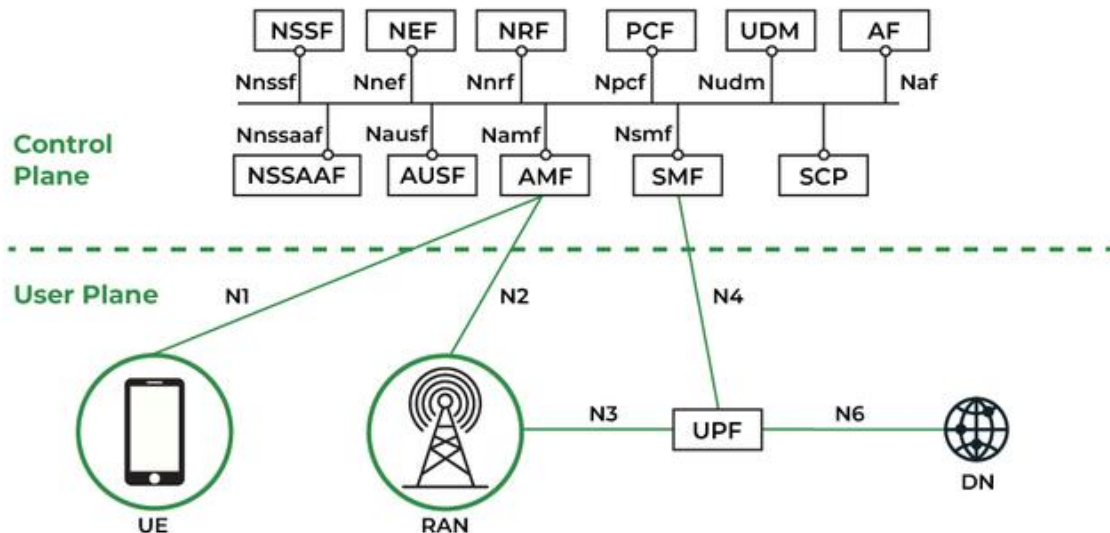 NSSF NEF NRF PCF UDM AF
Nnssf Nnef Nnrf Npcf Nudm Naf
Nnssaaf Nausf Namf Nsmf
Control
Plane
NSSAAF AUSF AMF SMF SCP
User Plane
N1 N2 N4
N3 N6
UPF
DN
UE RAN